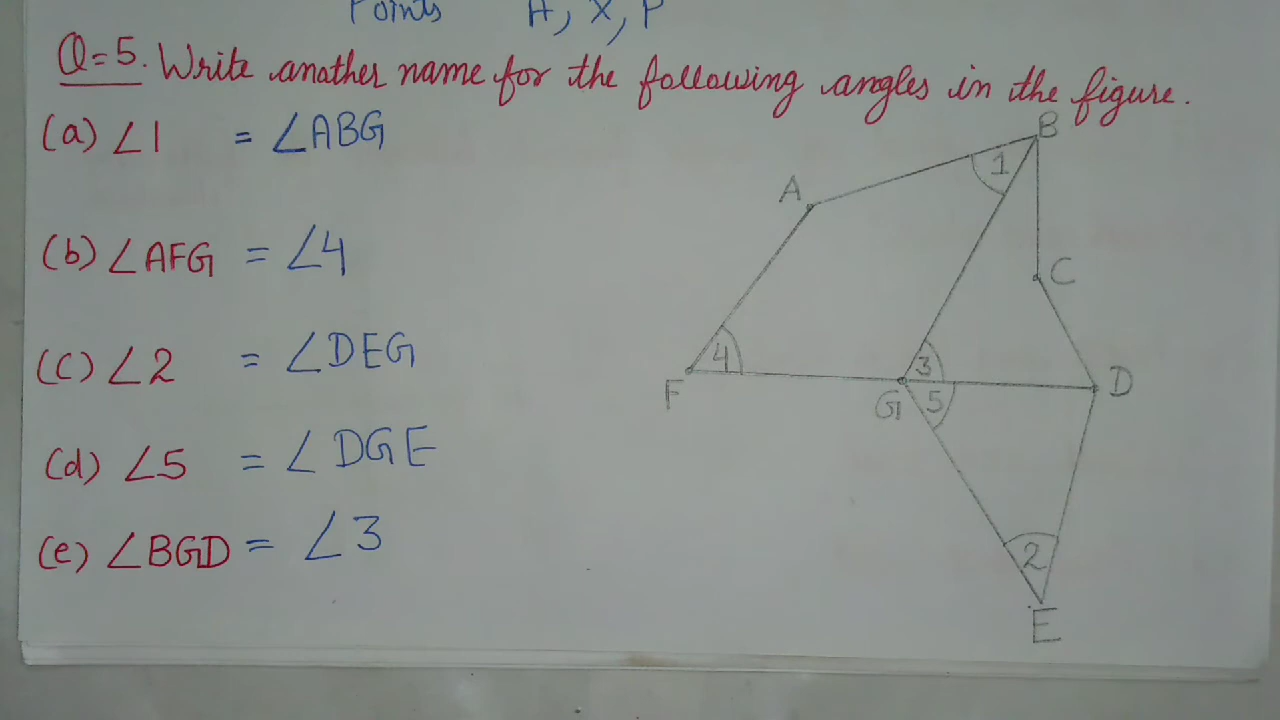 Points A, X, P
Q=5. Write another name for the following angles in the figure.
(a) ∠1 = ∠ABG
(b) ∠AFG = ∠4
(c) ∠2 = ∠DEG
(d) ∠5 = ∠DGE
(e) ∠BGD = ∠3
B
1
A
C
4
3
F
G
5
D
2
E